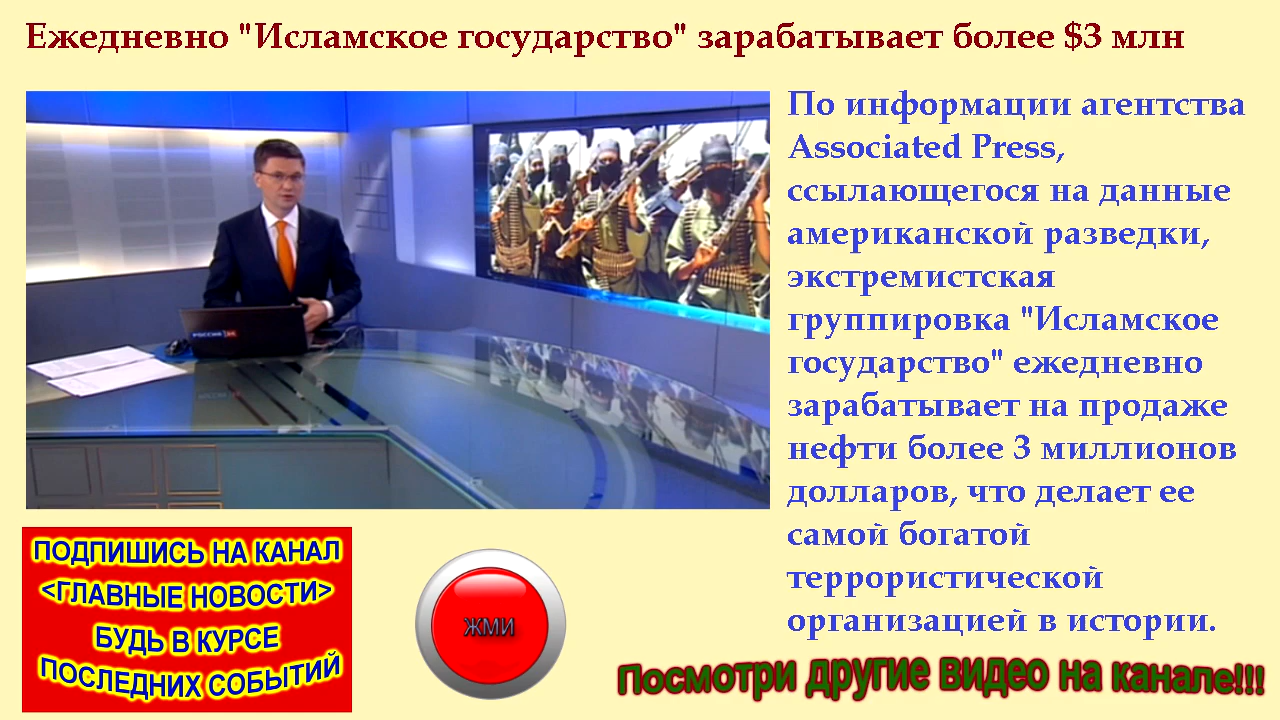 Ежедневно "Исламское государство" зарабатывает более $3 млн
По информации агентства
Associated Press,
ссылающегося на данные
американской разведки,
экстремистская
группировка "Исламское
государство" ежедневно
зарабатывает на продаже
нефти более 3 миллионов
долларов, что делает ее
самой богатой
террористической
организацией в истории.
РОССИЯ 24
ПОДПИШИСЬ НА КАНАЛ
<ГЛАВНЫЕ НОВОСТИ>
БУДЬ В КУРСЕ
ПОСЛЕДНИХ СОБЫТИЙ
ЖМИ
Посмотри другие видео на канале!!!